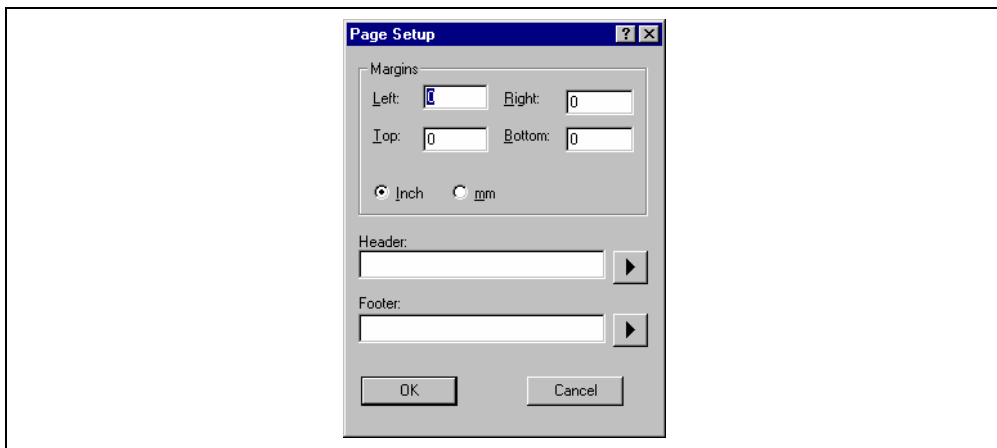 Page Setup
Margins
Left: 0 Right: 0
Top: 0 Bottom: 0
Inch mm
Header:
Footer:
OK Cancel